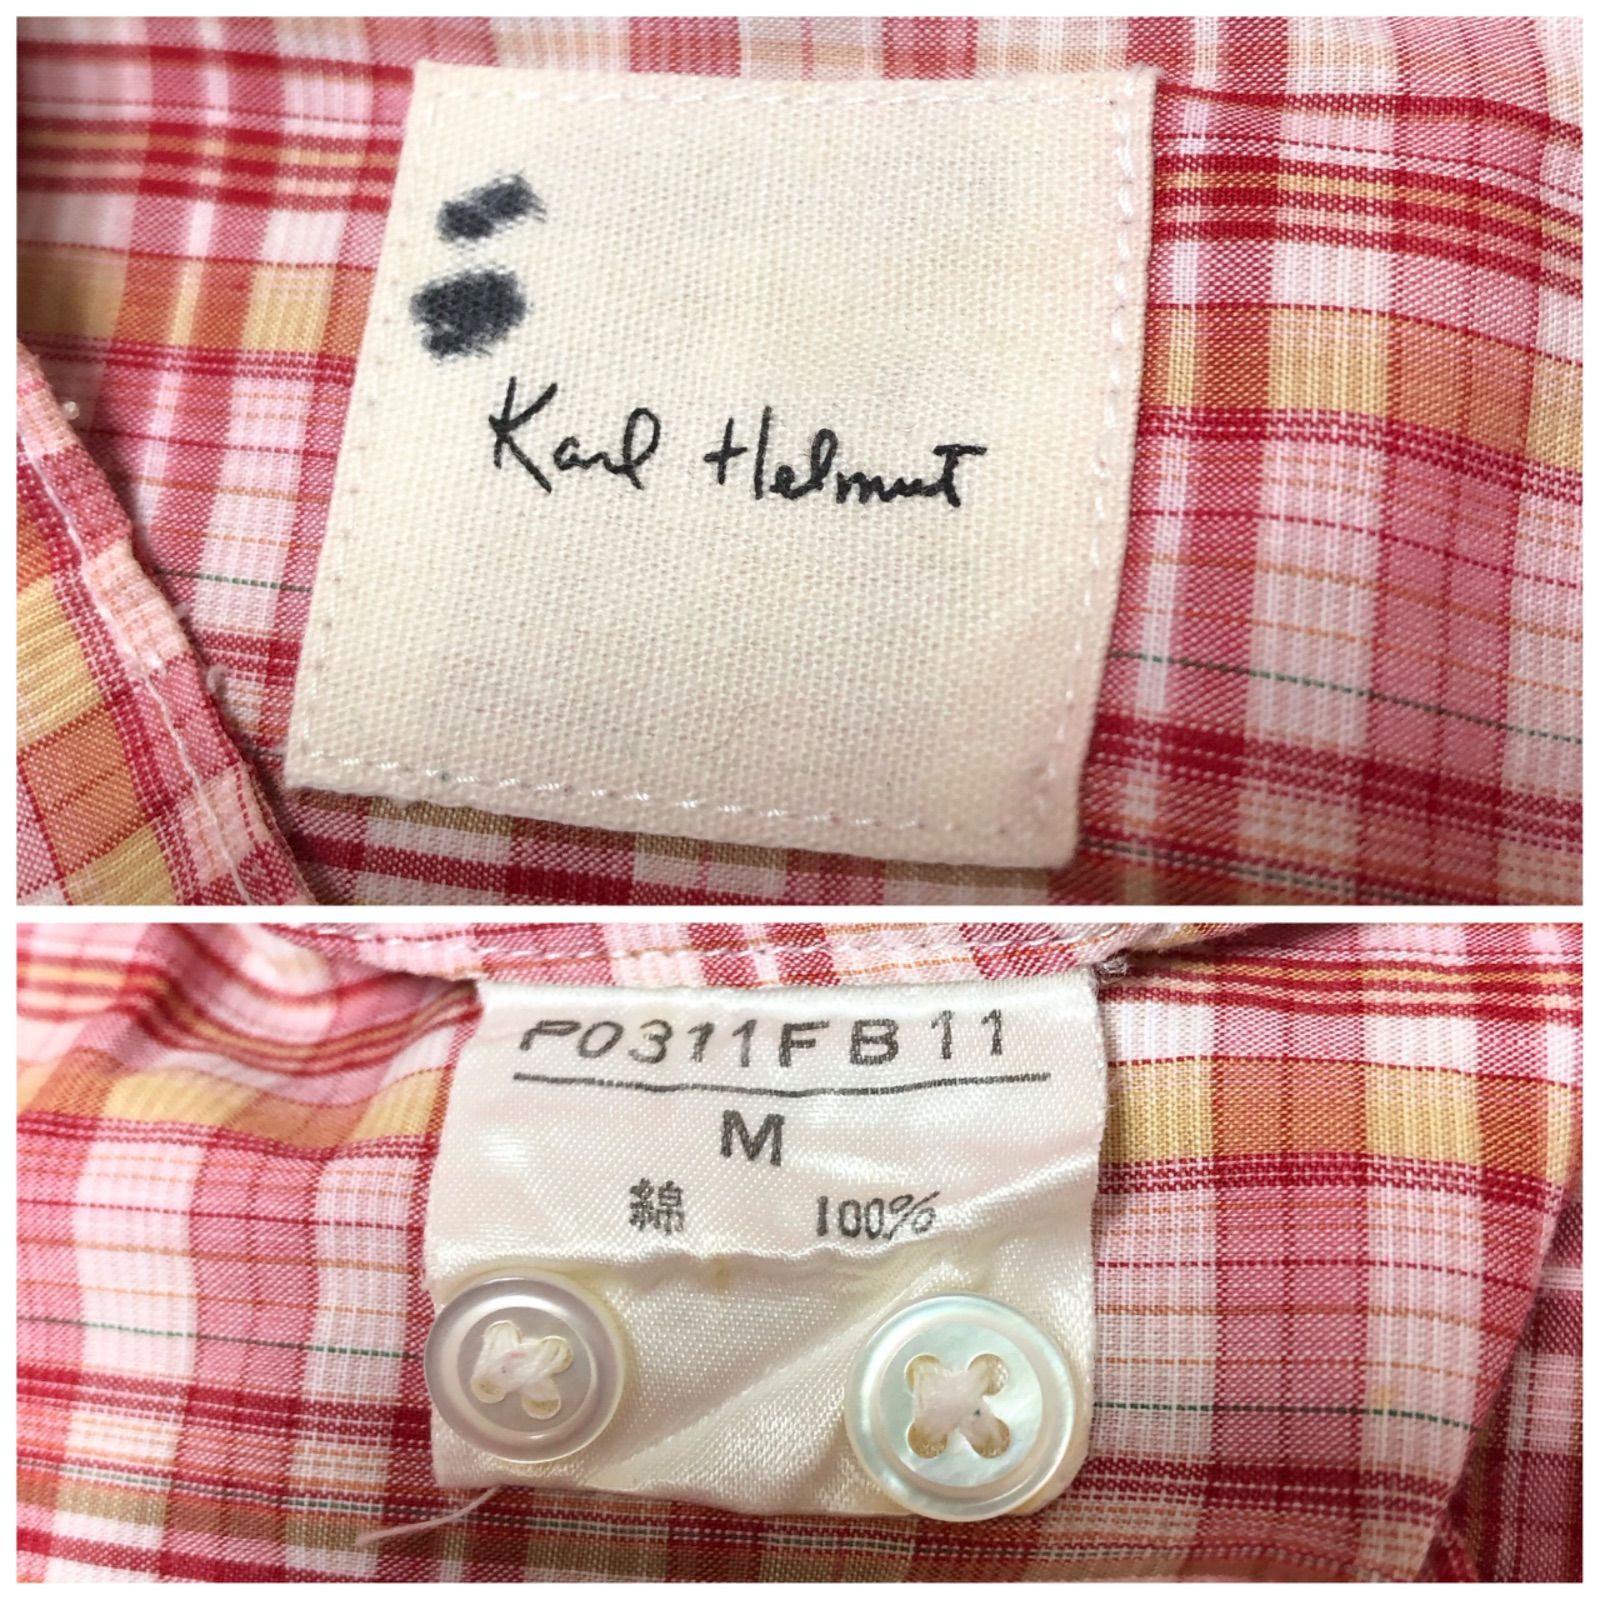 Karl Helmut
P0311FB11
M
綿 100%